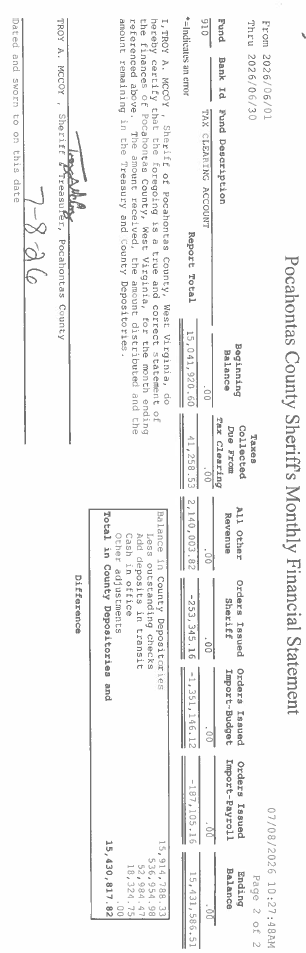 Pocahontas County Sheriff's Monthly Financial Statement
07/08/2026 10:27:48AM
Page 2 of 2
From 2026/06/01
Thru 2026/06/30
Fund Bank Id Fund Description Beginning Balance Taxes Collected Due From Tax Clearing All Other Revenue Orders Issued Sheriff Orders Issued Import-Budget Orders Issued Import-Payroll Ending Balance
910 TAX CLEARING ACCOUNT .00 .00 .00 .00 .00 .00 .00
Report Total 15,041,920.60 41,258.53 2,140,003.82 -253,345.16 -1,351,146.12 -187,105.16 15,431,586.51
*=Indicates an error
I, TROY A. MCCOY, Sheriff of Pocahontas County, West Virginia, do
hereby certify that the foregoing is a true and correct statement of
the finances of Pocahontas County, West Virginia, for the month ending
referenced above. The amount received, the amount distributed and the
amount remaining in the Treasury and County Depositories.
Balance in County Depositories 15,914,788.33
Less outstanding checks 536,954.98
Add deposits in transit 52,984.47
Cash in office 18,324.75
Other adjustments .00
Total in County Depositories and 15,430,817.82
Difference
TROY A. MCCOY, Sheriff & Treasurer, Pocahontas County
7-8-26
Dated and sworn to on this date